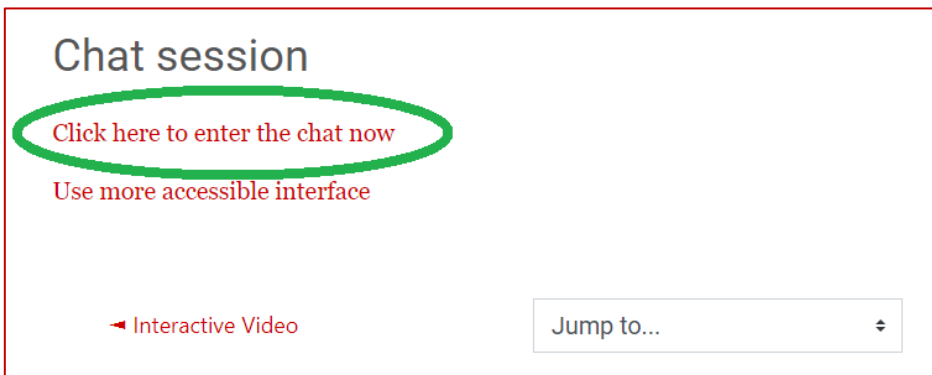 Chat session
Click here to enter the chat now
Use more accessible interface
◄ Interactive Video
Jump to...